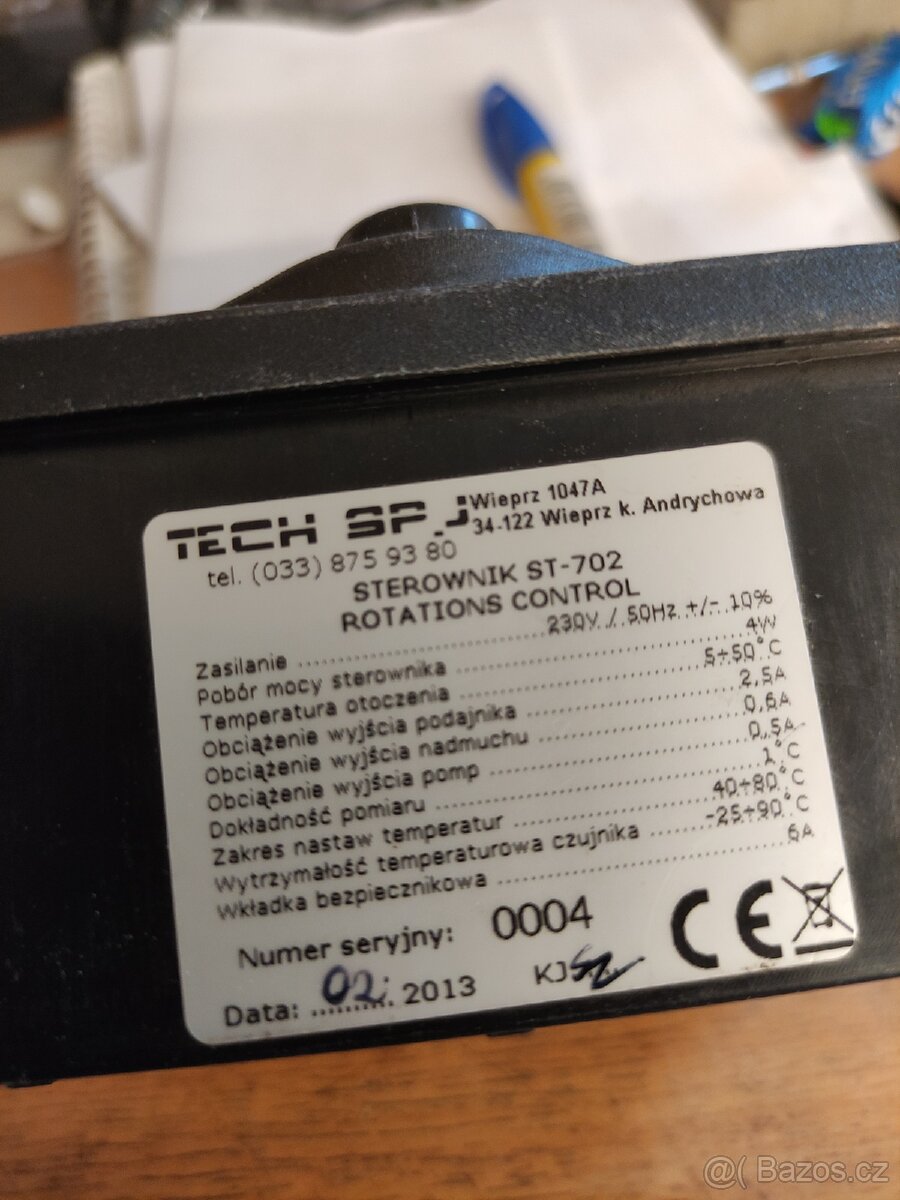 TECH SP.J
Wieprz 1047A
34-122 Wieprz k. Andrychowa
tel. (033) 875 93 80
STEROWNIK ST-702
ROTATIONS CONTROL
Zasilanie ........ 230V / 50Hz +/- 10%
Pobór mocy sterownika ........ 4W
Temperatura otoczenia ........ 5÷50°C
Obciążenie wyjścia podajnika ........ 2,5A
Obciążenie wyjścia nadmuchu ........ 0,6A
Obciążenie wyjścia pomp ........ 0,5A
Dokładność pomiaru ........ 1°C
Zakres nastaw temperatur ........ 40÷80°C
Wytrzymałość temperaturowa czujnika ........ -25÷90°C
Wkładka bezpiecznikowa ........ 6A
Numer seryjny: 0004
CE
Data: 02. 2013 KJ
@( Bazos.cz